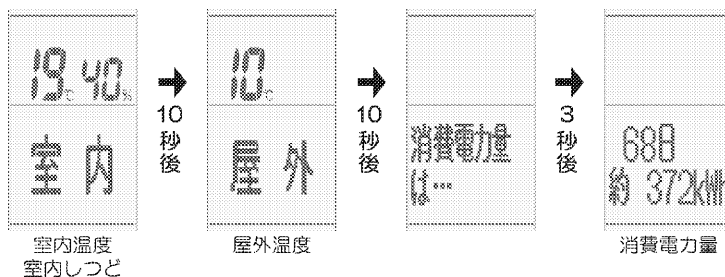 19℃ 40%
室内
室内温度
室内しつど
➡
10
秒
後
10℃
屋外
屋外温度
➡
10
秒
後
消費電力量
は…
➡
3
秒
後
68日
約 372kWh
消費電力量